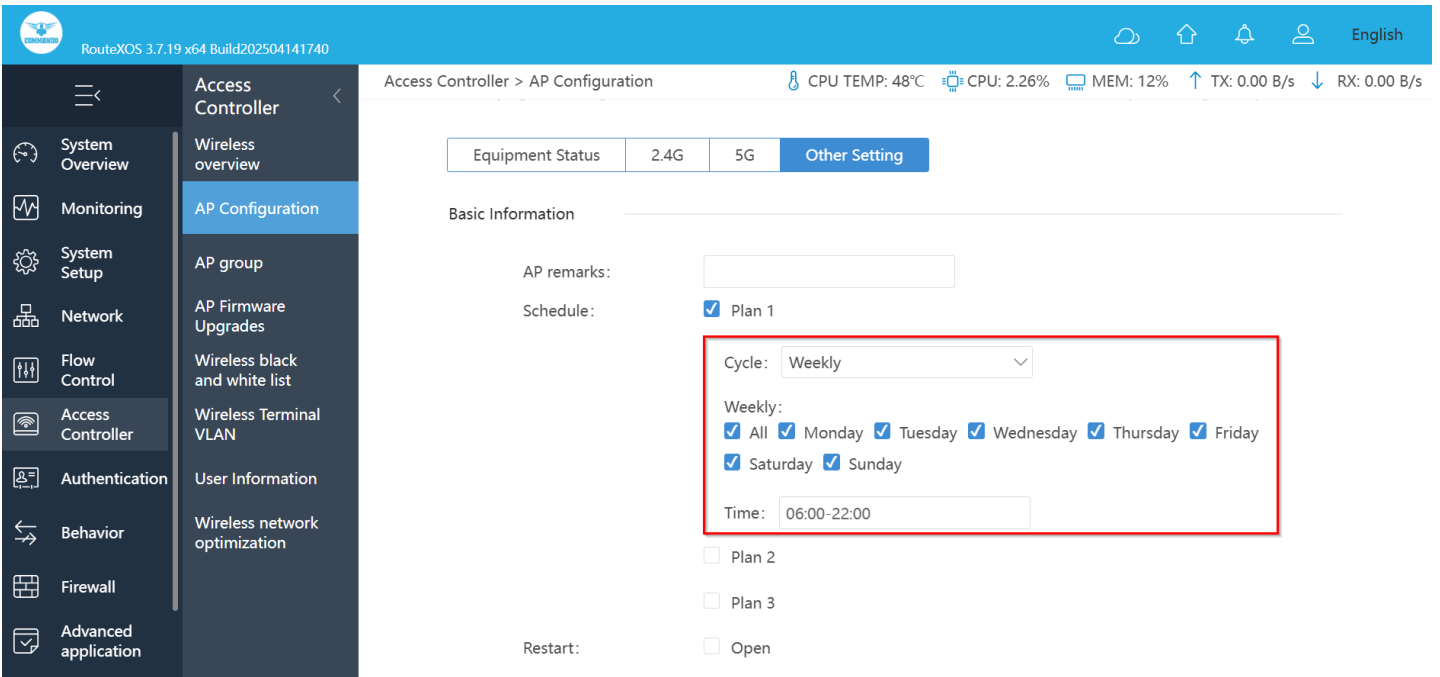 COMMANDO
RouteXOS 3.7.19 x64 Build202504141740
English
Access Controller > AP Configuration
CPU TEMP: 48℃
CPU: 2.26%
MEM: 12%
TX: 0.00 B/s
RX: 0.00 B/s
System
Overview
Monitoring
System
Setup
Network
Flow
Control
Access
Controller
Authentication
Behavior
Firewall
Advanced
application
Access
Controller
Wireless
overview
AP Configuration
AP group
AP Firmware
Upgrades
Wireless black
and white list
Wireless Terminal
VLAN
User Information
Wireless network
optimization
Equipment Status 2.4G 5G Other Setting
Basic Information
AP remarks:
Schedule: Plan 1
Cycle: Weekly
Weekly:
All Monday Tuesday Wednesday Thursday Friday
Saturday Sunday
Time: 06:00-22:00
Plan 2
Plan 3
Restart: Open